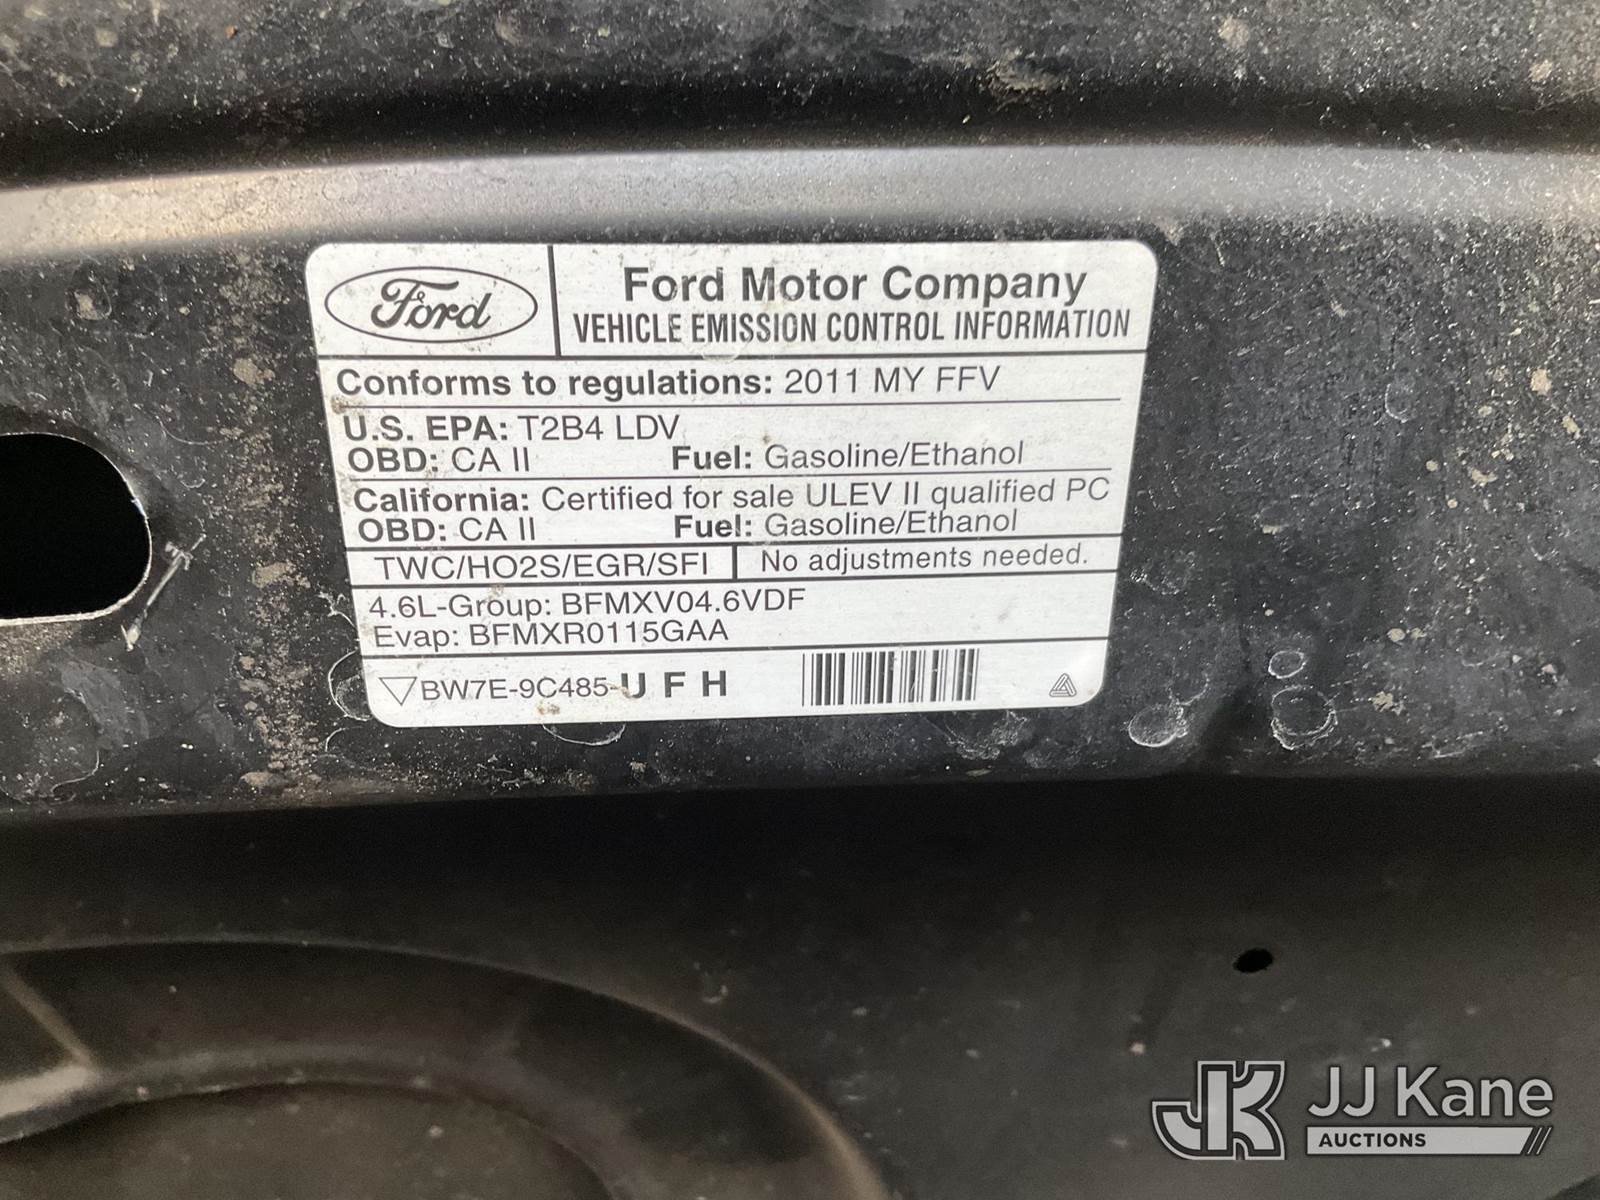 Ford
Ford Motor Company
VEHICLE EMISSION CONTROL INFORMATION
Conforms to regulations: 2011 MY FFV
U.S. EPA: T2B4 LDV
OBD: CA II Fuel: Gasoline/Ethanol
California: Certified for sale ULEV II qualified PC
OBD: CA II Fuel: Gasoline/Ethanol
TWC/HO2S/EGR/SFI No adjustments needed.
4.6L-Group: BFMXV04.6VDF
Evap: BFMXR0115GAA
BW7E-9C485-U F H
JK JJ Kane
AUCTIONS